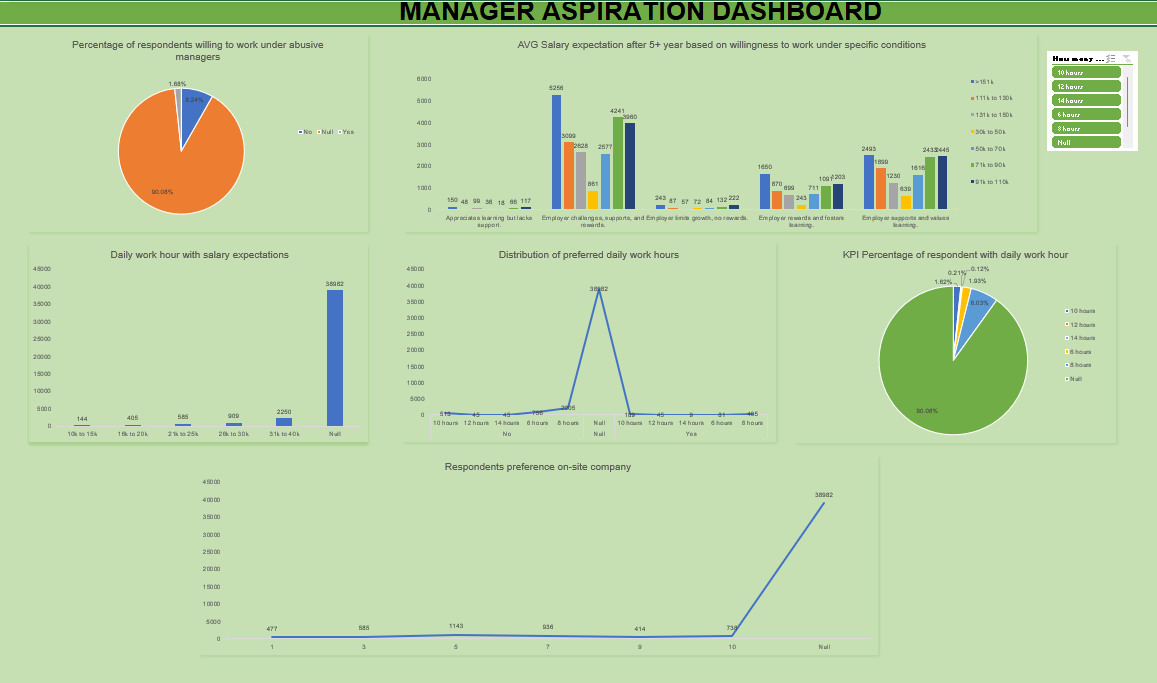 MANAGER ASPIRATION DASHBOARD
Percentage of respondents willing to work under abusive
managers
1.68%
8.24%
90.08%
No Null Yes
AVG Salary expectation after 5+ year based on willingness to work under specific conditions
6000
5000
4000
3000
2000
1000
0
150 48 99 36 18 66 117
5256 3099 2628 861 2577 4241 3960
243 87 57 72 84 132 222
1650 870 699 243 711 1091 1203
2493 1899 1230 639 1616 2433 2445
Appreciates learning but lacks
support.
Employer challenges, supports, and
rewards.
Employer limits growth, no rewards.
Employer rewards and fosters
learning.
Employer supports and values
learning.
>151k
111k to 130k
131k to 150k
30k to 50k
50k to 70k
71k to 90k
91k to 110k
How many ...
10 hours
12 hours
14 hours
6 hours
8 hours
Null
Daily work hour with salary expectations
45000
40000
35000
30000
25000
20000
15000
10000
5000
0
144
405
585
909
2250
38982
10k to 15k
16k to 20k
21k to 25k
26k to 30k
31k to 40k
Null
Distribution of preferred daily work hours
45000
40000
35000
30000
25000
20000
15000
10000
5000
0
513 45 45 756 38982 189 45 9 81 405
10 hours 12 hours 14 hours 6 hours 8 hours Null 10 hours 12 hours 14 hours 6 hours 8 hours
No Null Yes
KPI Percentage of respondent with daily work hour
0.21%
0.12%
1.62%
1.93%
6.03%
90.08%
10 hours
12 hours
14 hours
6 hours
8 hours
Null
Respondents preference on-site company
45000
40000
35000
30000
25000
20000
15000
10000
5000
0
477
585
1143
936
414
738
38982
1 3 5 7 9 10 Null